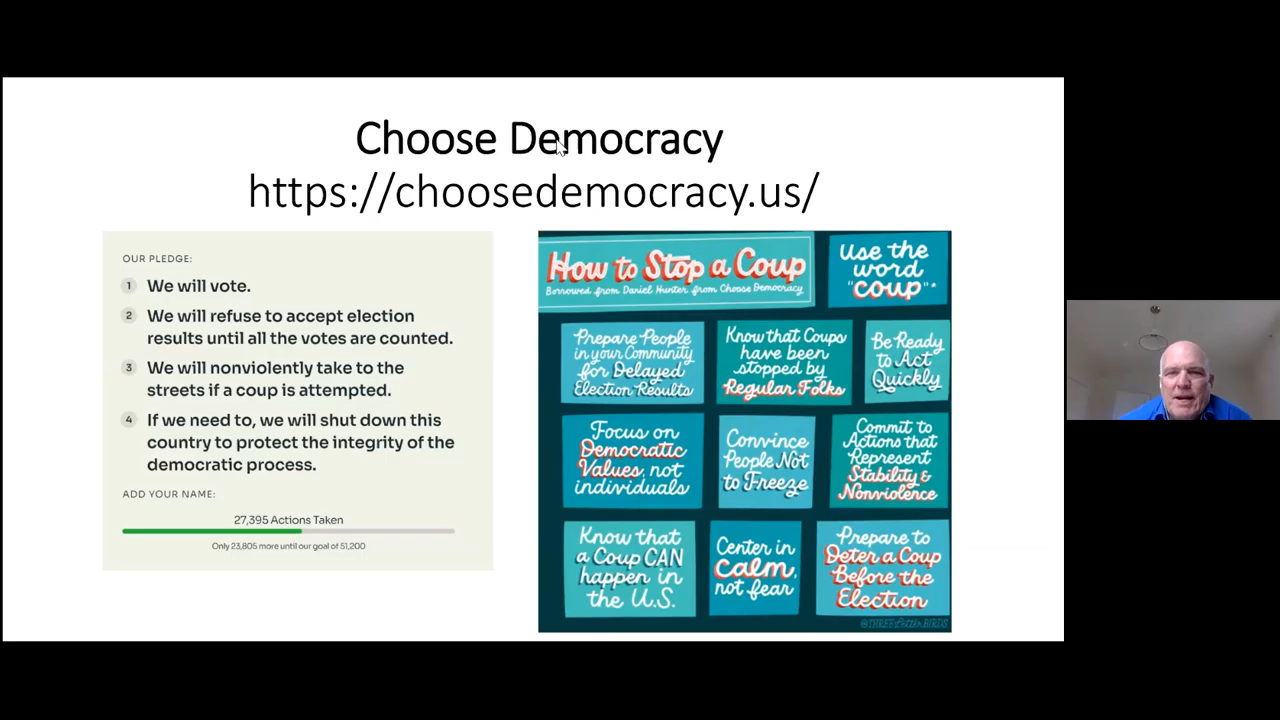 Choose Democracy
https://choosedemocracy.us/
OUR PLEDGE:
1 We will vote.
2 We will refuse to accept election
results until all the votes are counted.
3 We will nonviolently take to the
streets if a coup is attempted.
4 If we need to, we will shut down this
country to protect the integrity of the
democratic process.
ADD YOUR NAME:
27,395 Actions Taken
Only 23,805 more until our goal of 51,200
How to Stop a Coup
Borrowed from Daniel Hunter from Choose Democracy
Use the
word
"coup"*
Prepare People
in your Community
for Delayed
Election Results
Know that Coups
have been
stopped by
Regular Folks
Be Ready
to Act
Quickly
Focus on
Democratic
Values, not
individuals
Convince
People Not
to Freeze
Commit to
Actions that
Represent
Stability &
Nonviolence
Know that
a Coup CAN
happen in
the U.S.
Center in
calm,
not fear
Prepare to
Deter a Coup
Before the
Election
@THREELetterBIRDS